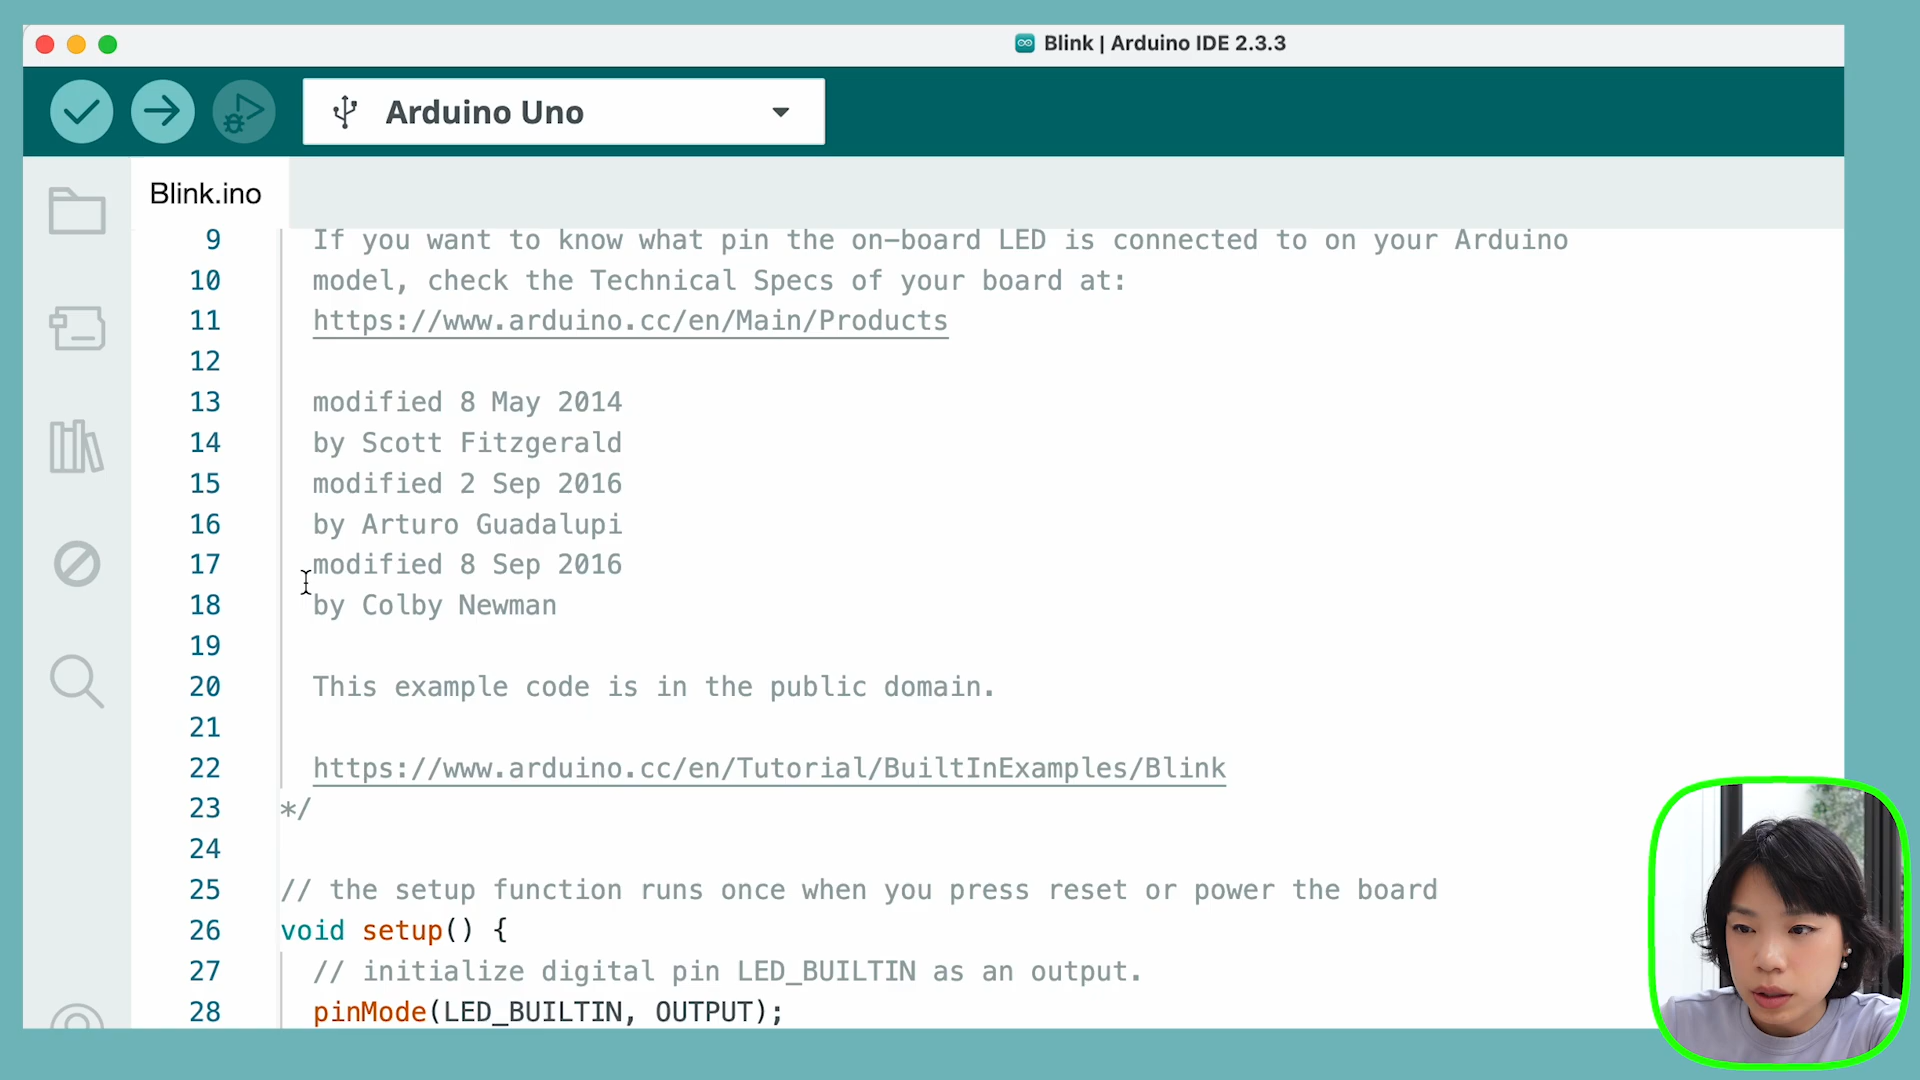 Blink | Arduino IDE 2.3.3
Arduino Uno
Blink.ino
9 If you want to know what pin the on-board LED is connected to on your Arduino
10 model, check the Technical Specs of your board at:
11 https://www.arduino.cc/en/Main/Products
12
13 modified 8 May 2014
14 by Scott Fitzgerald
15 modified 2 Sep 2016
16 by Arturo Guadalupi
17 modified 8 Sep 2016
18 by Colby Newman
19
20 This example code is in the public domain.
21
22 https://www.arduino.cc/en/Tutorial/BuiltInExamples/Blink
23 */
24
25 // the setup function runs once when you press reset or power the board
26 void setup() {
27 // initialize digital pin LED_BUILTIN as an output.
28 pinMode(LED_BUILTIN, OUTPUT);